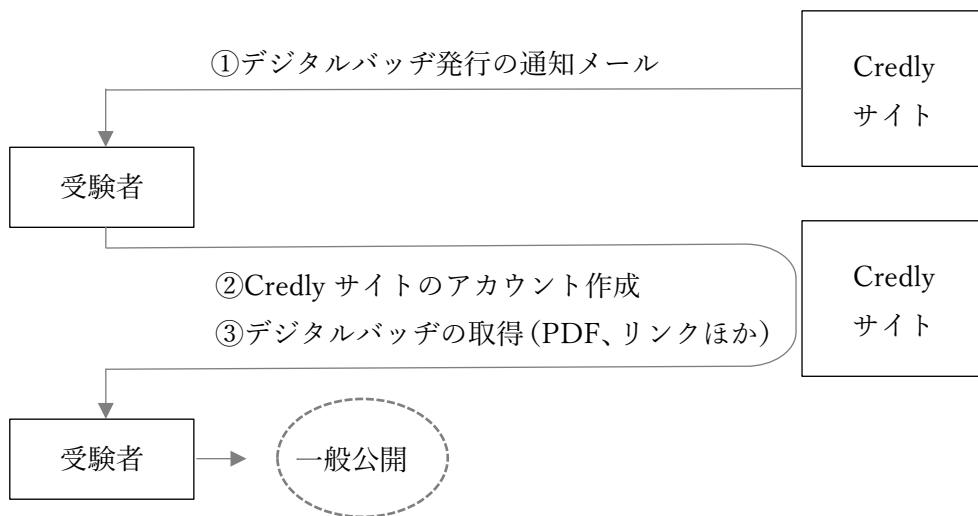 ①デジタルバッヂ発行の通知メール
Credly
サイト
受験者
②Credly サイトのアカウント作成
③デジタルバッヂの取得（PDF、リンクほか）
Credly
サイト
受験者
一般公開